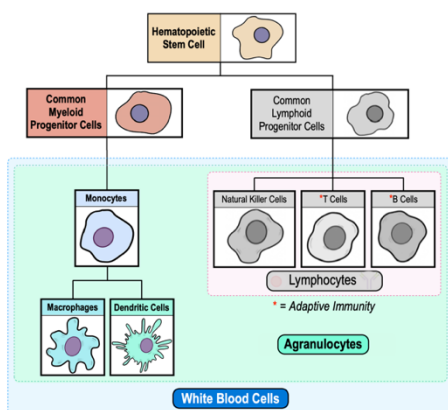 Hematopoietic
Stem Cell
Common
Myeloid
Progenitor Cells
Common
Lymphoid
Progenitor Cells
Monocytes
Natural Killer Cells
*T Cells
*B Cells
Lymphocytes
* = Adaptive Immunity
Macrophages
Dendritic Cells
Agranulocytes
White Blood Cells